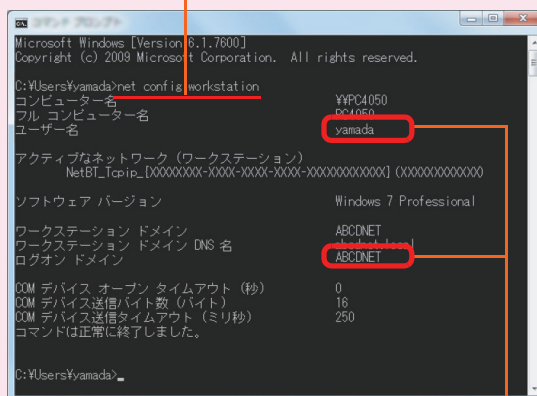 コマンド プロンプト
Microsoft Windows [Version 6.1.7600]
Copyright (c) 2009 Microsoft Corporation. All rights reserved.
C:¥Users¥yamada>net config workstation
コンピューター名 ¥¥PC4050
フル コンピューター名 PC4050
ユーザー名 yamada
アクティブなネットワーク (ワークステーション)
NetBT_Tcpip_[XXXXXXXX-XXXX-XXXX-XXXX-XXXXXXXXXXXX] (XXXXXXXXXXXX)
ソフトウェア バージョン Windows 7 Professional
ワークステーション ドメイン ABCDNET
ワークステーション ドメイン DNS 名
ログオン ドメイン ABCDNET
COM デバイス オープン タイムアウト (秒) 0
COM デバイス送信バイト数 (バイト) 16
COM デバイス送信タイムアウト (ミリ秒) 250
コマンドは正常に終了しました。
C:¥Users¥yamada>_